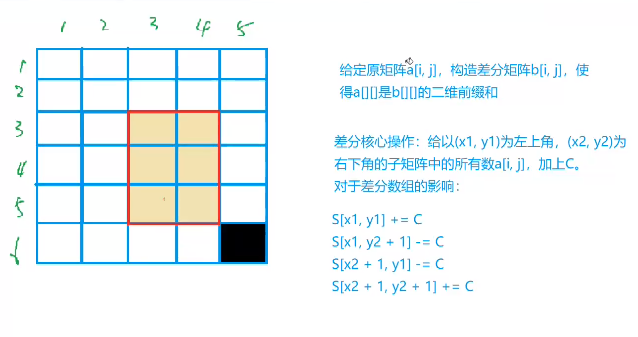 1 2 3 4 5
1
2
3
4
5
6
给定原矩阵a[i, j]，构造差分矩阵b[i, j]，使
得a[][]是b[][]的二维前缀和
差分核心操作：给以(x1, y1)为左上角，(x2, y2)为
右下角的子矩阵中的所有数a[i, j]，加上C。
对于差分数组的影响：
S[x1, y1] += C
S[x1, y2 + 1] -= C
S[x2 + 1, y1] -= C
S[x2 + 1, y2 + 1] += C